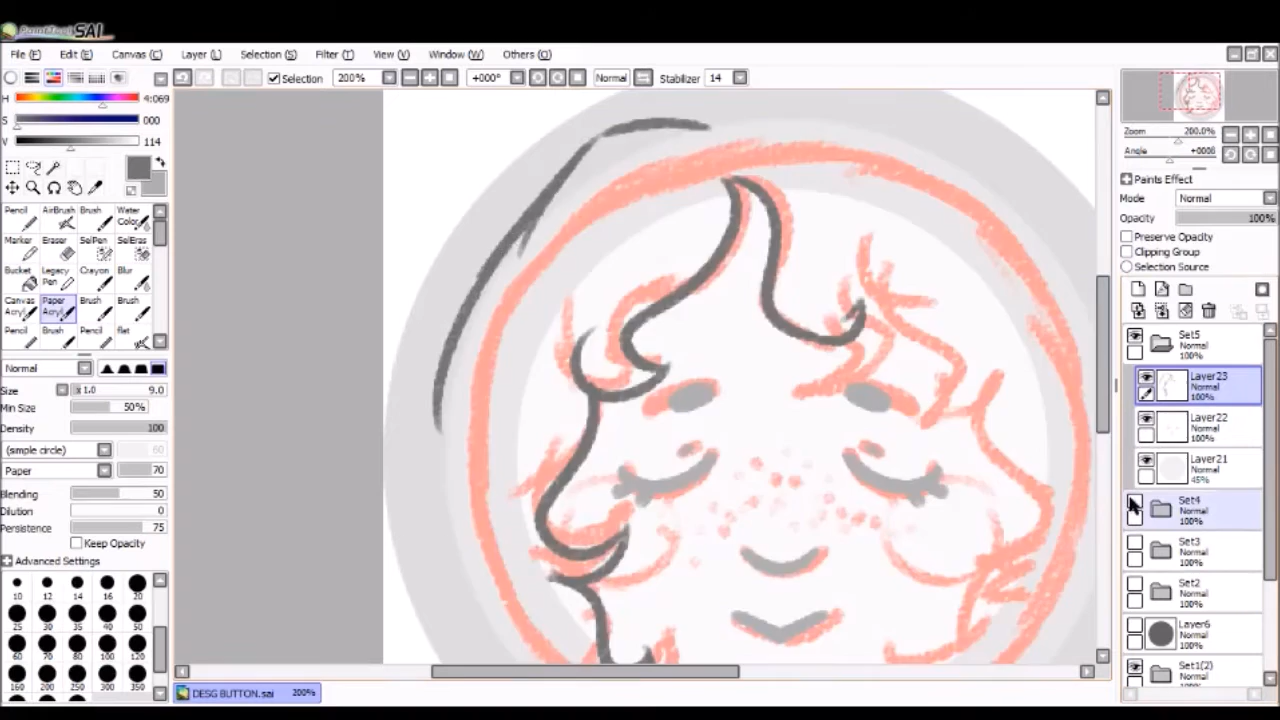 PaintTool SAI
File (F) Edit (E) Canvas (C) Layer (L) Selection (S) Filter (T) View (V) Window (W) Others (O)
Selection 200% +000° Normal Stabilizer 14
H 4:069
S 000
V 114
Pencil AirBrush Brush Water Color
Marker Eraser SelPen SelEras
Bucket Legacy Pen Crayon Blur
Canvas Acryl Paper Acryl Brush Brush
Pencil Brush Pencil flat
Normal
Size x 1.0 9.0
Min Size 50%
Density 100
(simple circle) 60
Paper 70
Blending 50
Dilution 0
Persistence 75
Keep Opacity
Advanced Settings
10 12 14 16 20
25 30 35 40 50
60 70 80 100 120
160 200 250 300 350
DESG BUTTON.sai 200%
Zoom 200.0%
Angle +000δ
Paints Effect
Mode Normal
Opacity 100%
Preserve Opacity
Clipping Group
Selection Source
Set5
Normal
100%
Layer23
Normal
100%
Layer22
Normal
100%
Layer21
Normal
45%
Set4
Normal
100%
Set3
Normal
100%
Set2
Normal
100%
Layer6
Normal
100%
Set1(2)
Normal